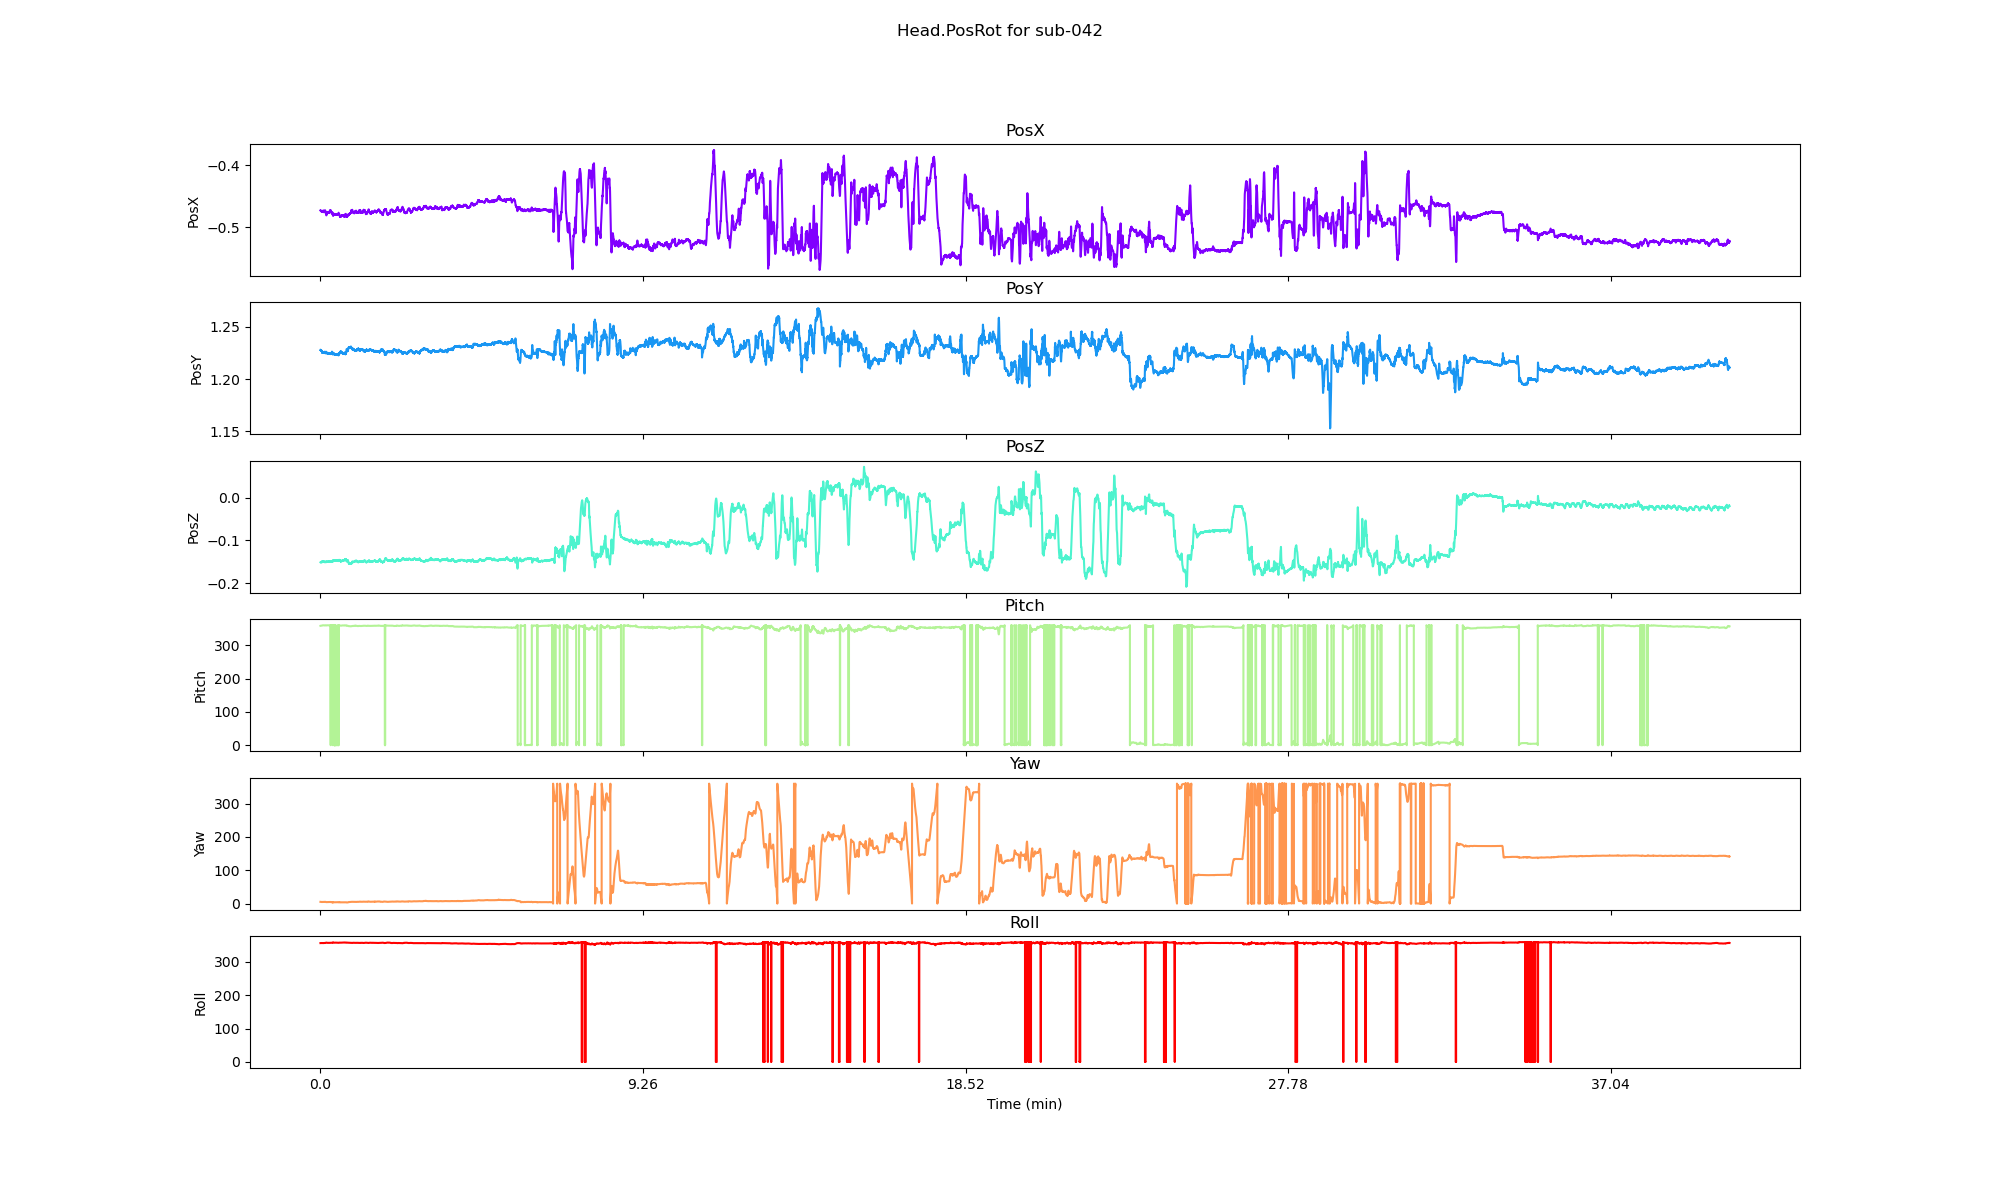 Head.PosRot for sub-042
PosX
−0.4
−0.5
PosX
PosY
1.25
1.20
1.15
PosY
PosZ
0.0
−0.1
−0.2
PosZ
Pitch
300
200
100
0
Pitch
Yaw
300
200
100
0
Yaw
Roll
300
200
100
0
Roll
0.0 9.26 18.52 27.78 37.04
Time (min)